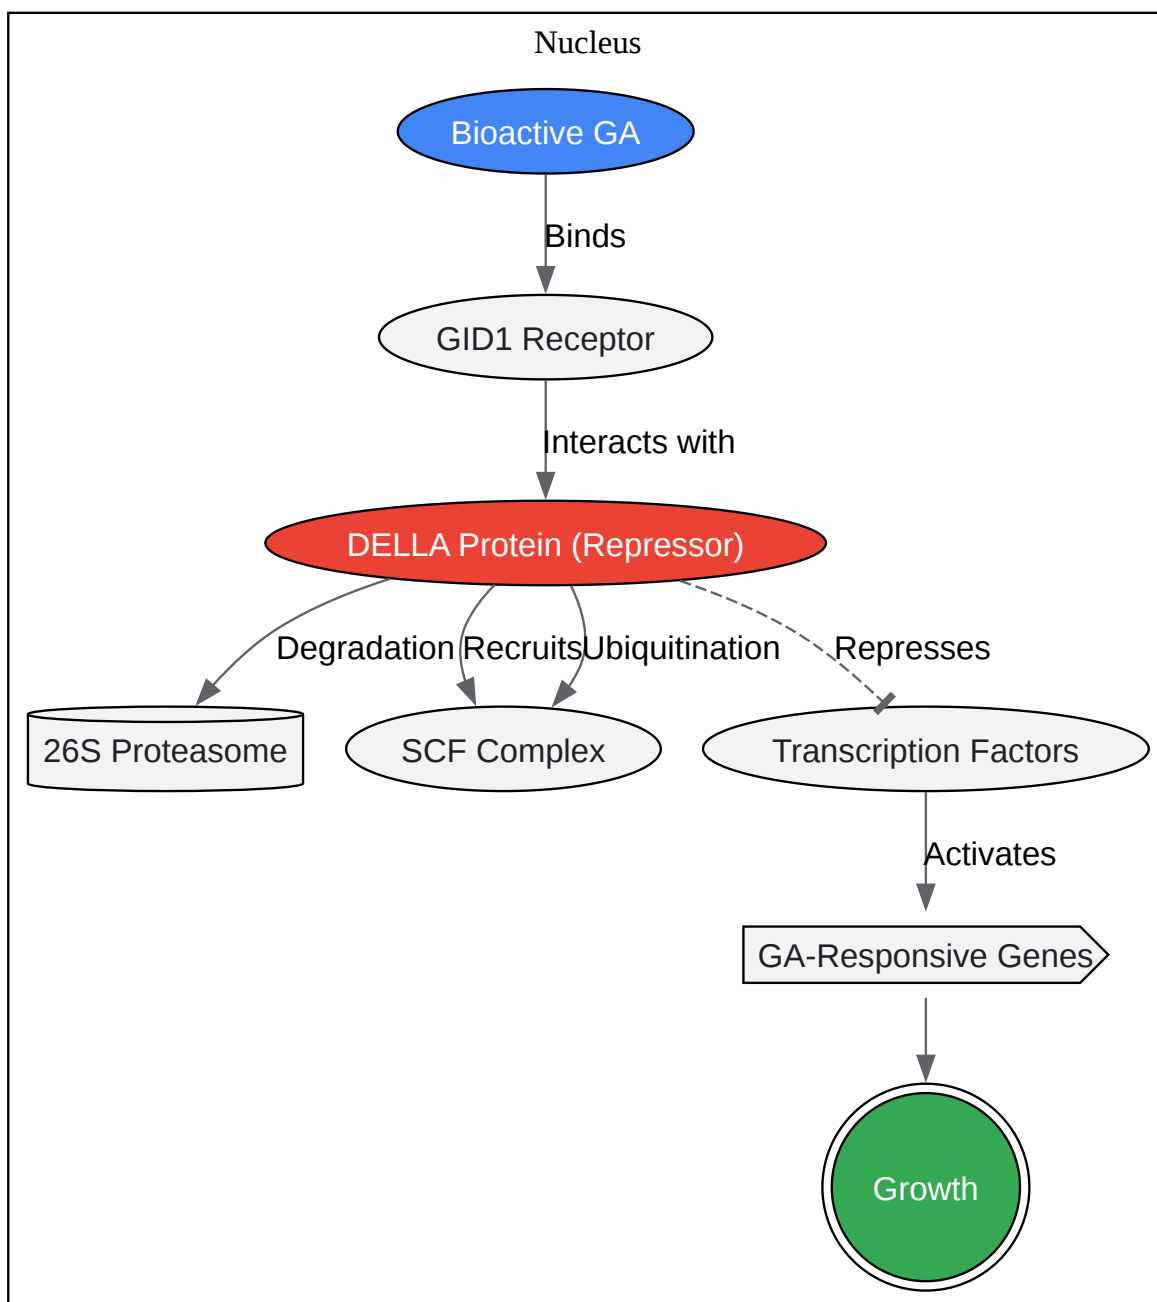 Nucleus
Bioactive GA
Binds
GID1 Receptor
Interacts with
DELLA Protein (Repressor)
Degradation
Recruits
Ubiquitination
Represses
26S Proteasome
SCF Complex
Transcription Factors
Activates
GA-Responsive Genes
Growth